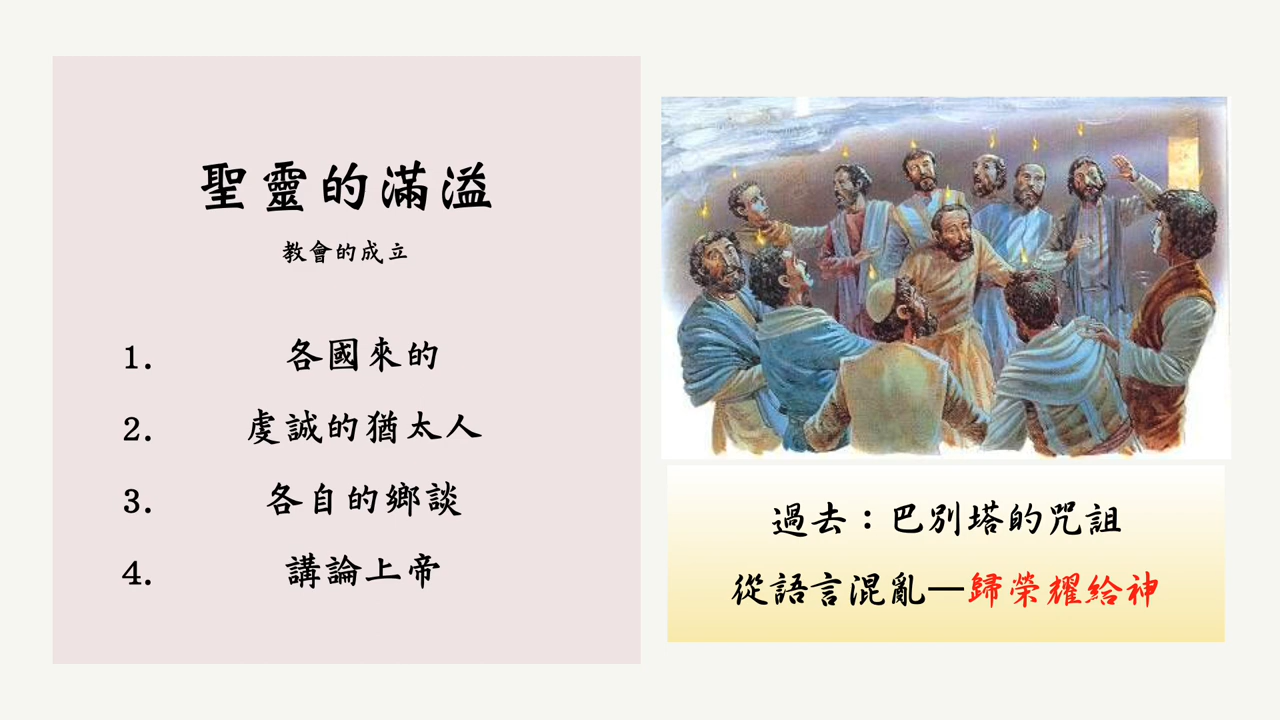 聖靈的滿溢
教會的成立
1. 各國來的
2. 虔誠的猶太人
3. 各自的鄉談
4. 講論上帝
過去：巴別塔的咒詛
從語言混亂—歸榮耀給神